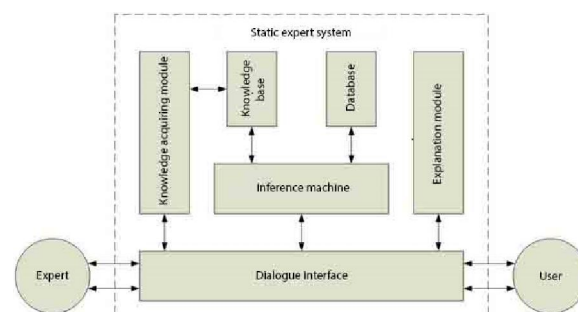 Static expert system
Knowledge acquiring module
Knowledge
base
Database
Explanation module
Inference machine
Expert
Dialogue interface
User